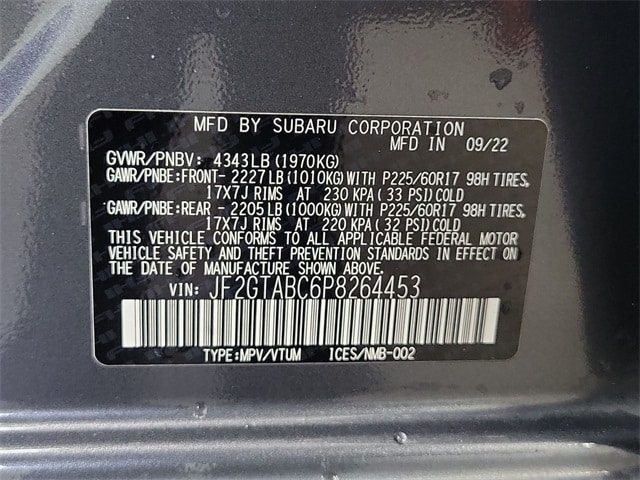 MFD BY SUBARU CORPORATION
MFD IN 09/22
GVWR/PNBV: 4343LB(1970KG)
GAWR/PNBE:FRONT- 2227LB(1010KG)WITH P225/60R17 98H TIRES,
17X7J RIMS AT 230 KPA(33 PSI)COLD
GAWR/PNBE:REAR - 2205LB(1000KG)WITH P225/60R17 98H TIRES,
17X7J RIMS AT 220 KPA(32 PSI)COLD
THIS VEHICLE CONFORMS TO ALL APPLICABLE FEDERAL MOTOR
VEHICLE SAFETY AND THEFT PREVENTION STANDARDS IN EFFECT ON
THE DATE OF MANUFACTURE SHOWN ABOVE.
VIN: JF2GTABC6P8264453
TYPE:MPV/VTUM ICES/NMB-002